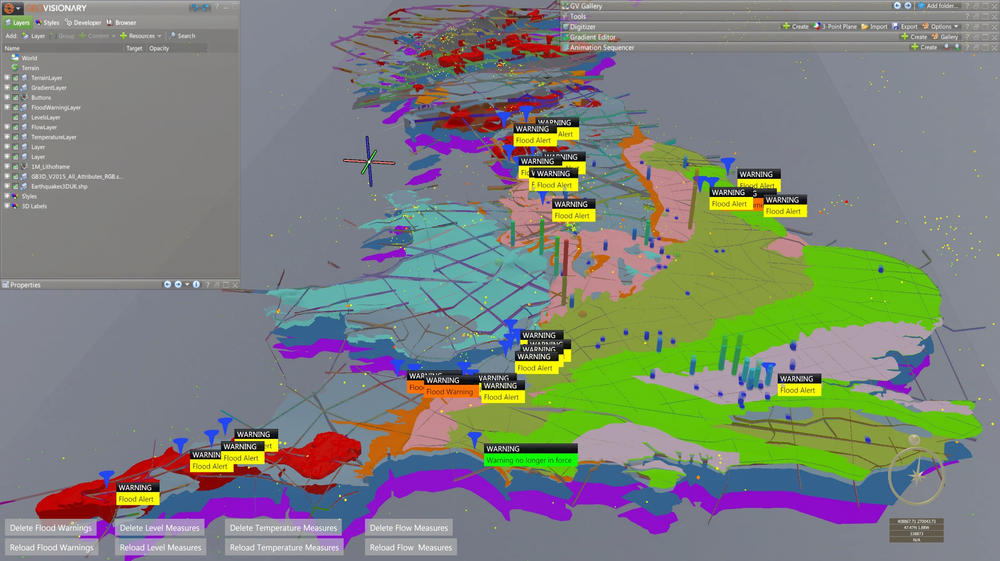 GEOVISIONARY
Layers Styles Developer Browser
Add: Layer Group Content Resources Search
Name Target Opacity
World
Terrain
TerrainLayer
GradientLayer
Buttons
FloodWarningLayer
LevelsLayer
FlowLayer
TemperatureLayer
Layer
Layer
1M_Lithoframe
GB3D_V2015_All_Attributes_RGB.s...
Earthquakes3DUK.shp
Styles
3D Labels
Properties
GV Gallery Add folder...
Tools
Digitizer Create 3-Point Plane Import Export Options
Gradient Editor Create Gallery
Animation Sequencer Create
WARNING
WARNING
Alert
Flood Alert
WARNING
WARNING
Alert
WARNING
Flood Alert
WARNING
Flood Alert
WARNING
Flood Alert
WARNING
Flood Alert
WARNING
Flood Alert
WARNING
WARNING
WARNING
WARNING
Flood Alert
WARNING
WARNING
WARNING
Flood Warning
WARNING
Flood Alert
WARNING
Flood Alert
WARNING
WARNING
Flood Alert
WARNING
Flood Alert
WARNING
Warning no longer in force
WARNING
Flood Alert
Delete Flood Warnings Delete Level Measures Delete Temperature Measures Delete Flow Measures
Reload Flood Warnings Reload Level Measures Reload Temperature Measures Reload Flow Measures
408867.71 270043.73
47.47N 1.88W
338873
N/A